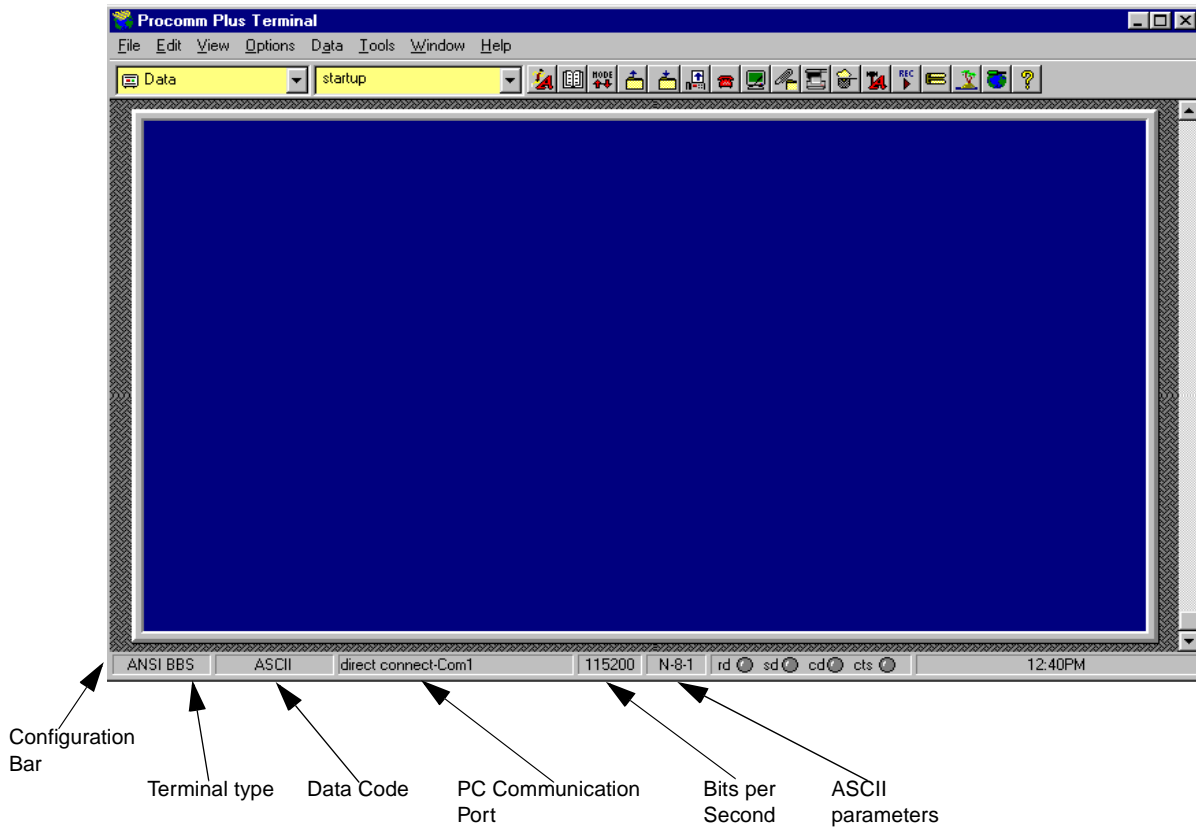 Procomm Plus Terminal
File Edit View Options Data Tools Window Help
Data startup MODE REC
ANSI BBS ASCII direct connect-Com1 115200 N-8-1 rd sd cd cts 12:40PM
Configuration
Bar
Terminal type
Data Code
PC Communication
Port
Bits per
Second
ASCII
parameters